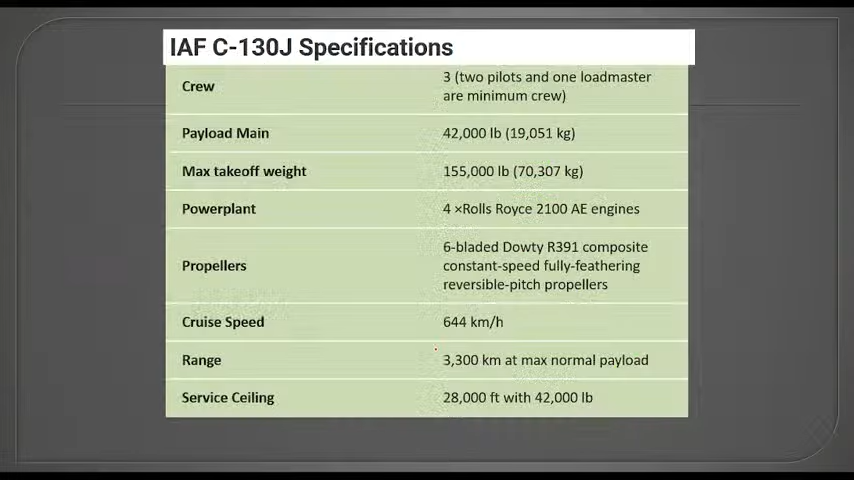 IAF C-130J Specifications
Crew
3 (two pilots and one loadmaster
are minimum crew)
Payload Main
42,000 lb (19,051 kg)
Max takeoff weight
155,000 lb (70,307 kg)
Powerplant
4 ×Rolls Royce 2100 AE engines
Propellers
6-bladed Dowty R391 composite
constant-speed fully-feathering
reversible-pitch propellers
Cruise Speed
644 km/h
Range
3,300 km at max normal payload
Service Ceiling
28,000 ft with 42,000 lb